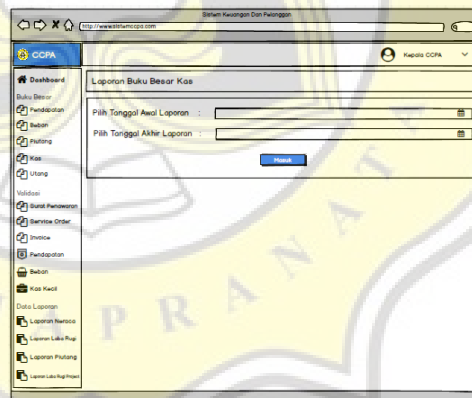 Sistem Keuangan Dan Pelanggan
http://www.sistemccpa.com
CCPA
Kepala CCPA
Dashboard
Laporan Buku Besar Kas
Buku Besar
Pendapatan
Beban
Piutang
Kas
Utang
Pilih Tanggal Awal Laporan :
Pilih Tanggal Akhir Laporan :
Masuk
Validasi
Surat Penawaran
Service Order
Invoice
Pendapatan
Beban
Kas Kecil
Data Laporan
Laporan Neraca
Laporan Laba Rugi
Laporan Piutang
Laporan Laba Rugi Project
A P R A N A T A